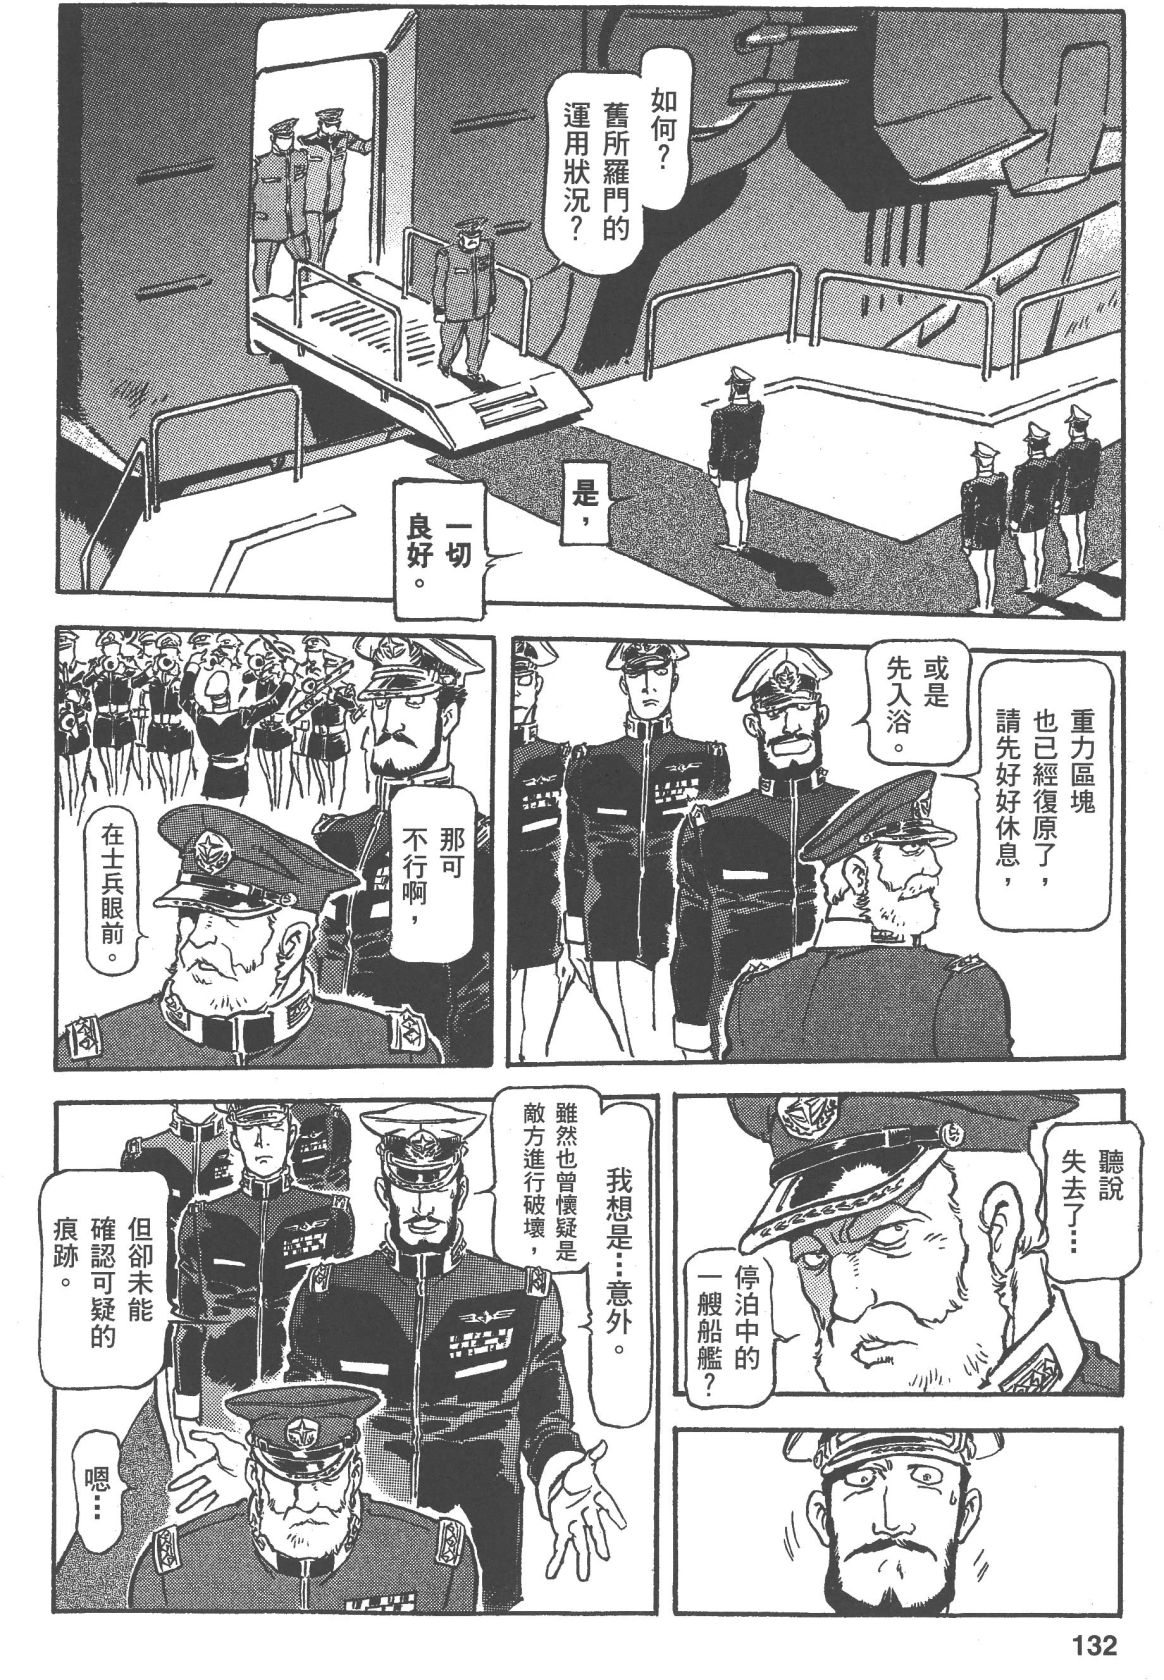 如何？
舊所羅門的
運用狀況？
是，
一切
良好。
重力區塊
也已經復原了，
請先好好休息，
或是
先入浴。
那可
不行啊，
在士兵眼前。
聽說
失去了…
停泊中的
一艘船艦？
我想是…意外。
雖然也曾懷疑是
敵方進行破壞，
但卻未能
確認可疑的
痕跡。
嗯…
132